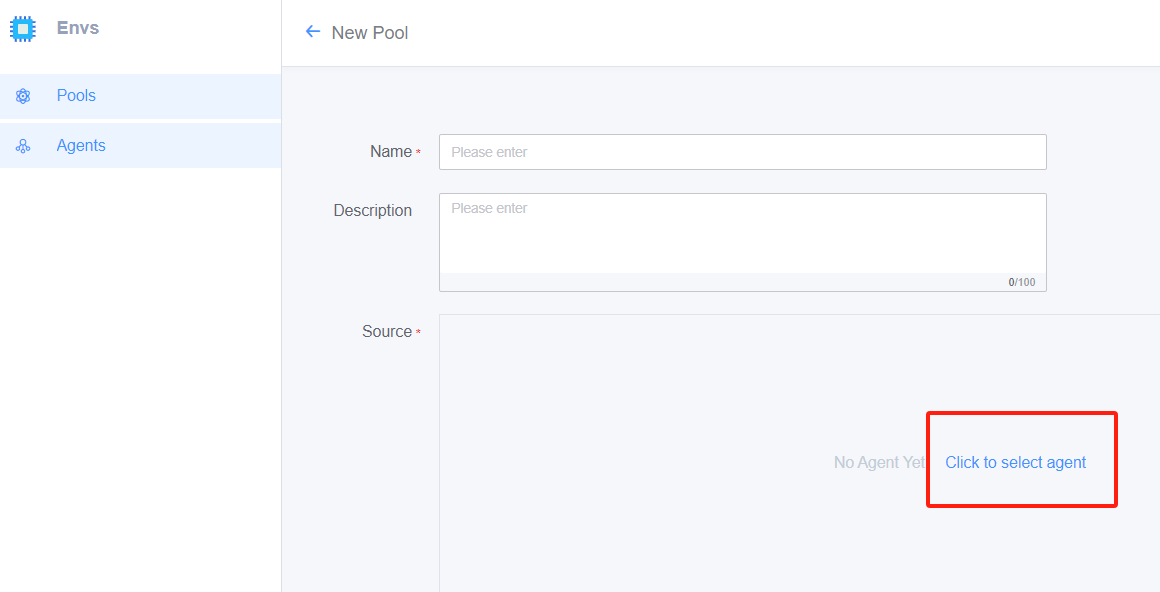 Envs
New Pool
Pools
Agents
Name *
Please enter
Description
Please enter
0/100
Source *
No Agent Yet Click to select agent